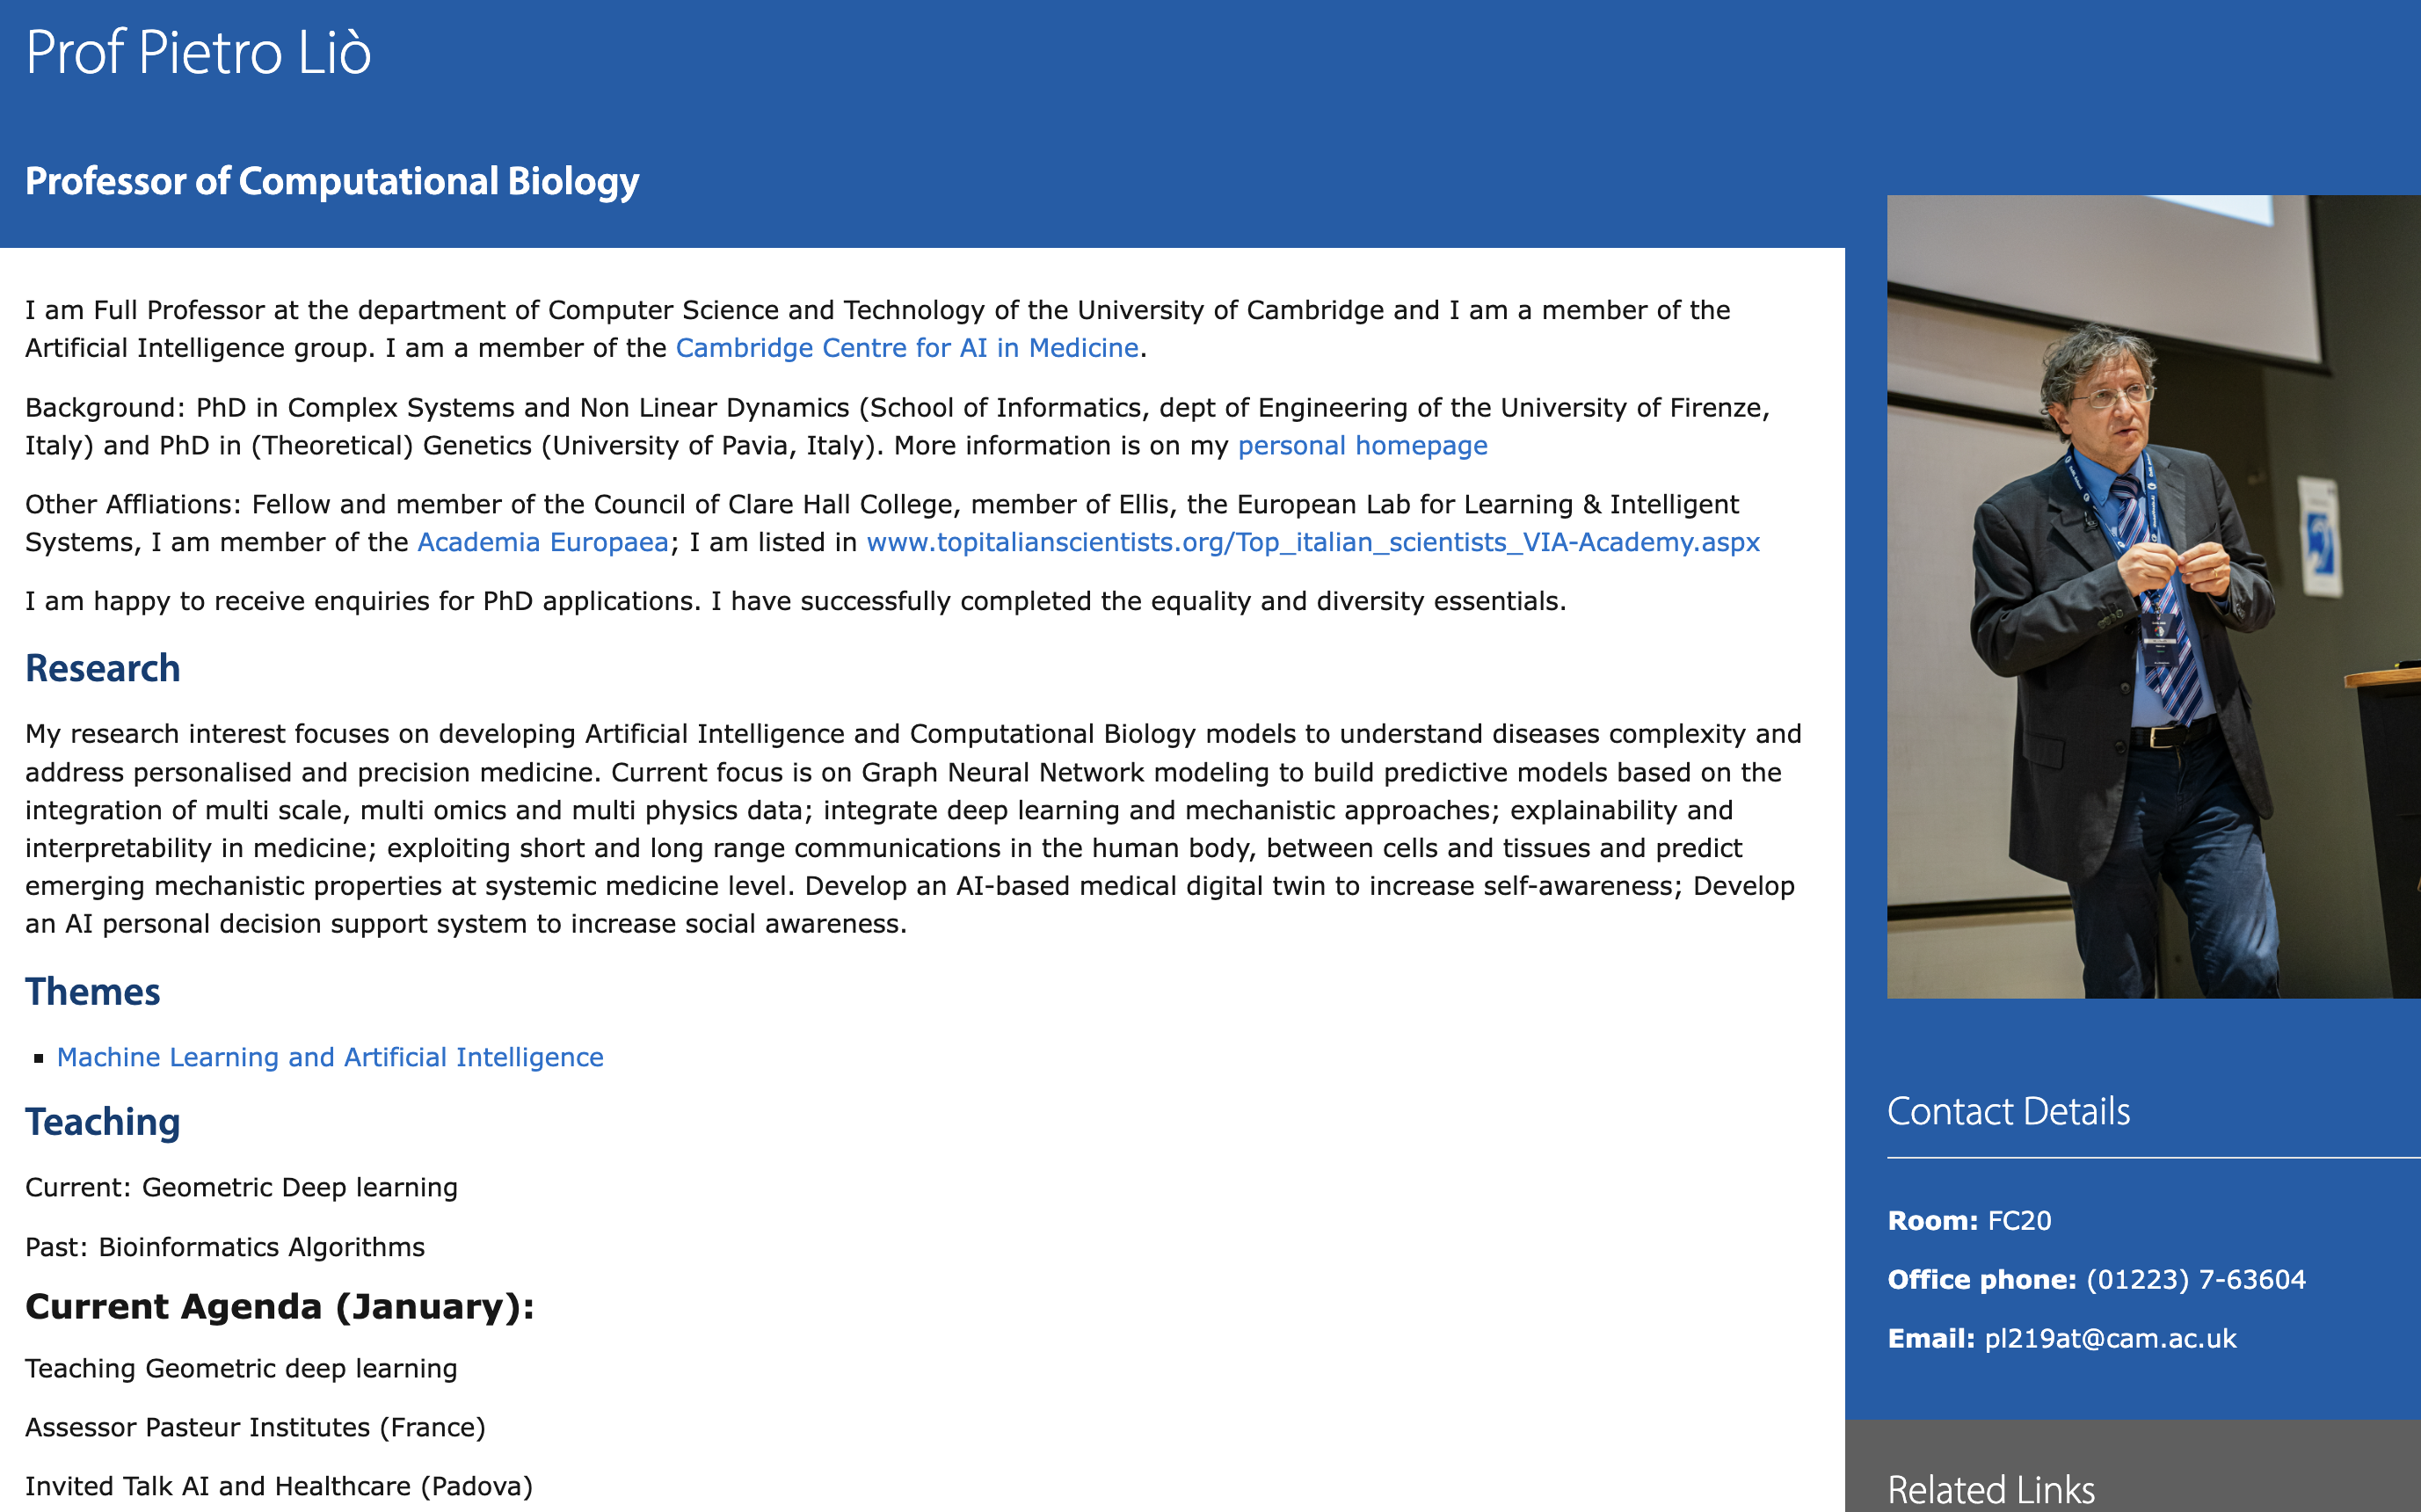 Prof Pietro Liò
Professor of Computational Biology
I am Full Professor at the department of Computer Science and Technology of the University of Cambridge and I am a member of the
Artificial Intelligence group. I am a member of the Cambridge Centre for AI in Medicine.
Background: PhD in Complex Systems and Non Linear Dynamics (School of Informatics, dept of Engineering of the University of Firenze,
Italy) and PhD in (Theoretical) Genetics (University of Pavia, Italy). More information is on my personal homepage
Other Affliations: Fellow and member of the Council of Clare Hall College, member of Ellis, the European Lab for Learning & Intelligent
Systems, I am member of the Academia Europaea; I am listed in www.topitalianscientists.org/Top_italian_scientists_VIA-Academy.aspx
I am happy to receive enquiries for PhD applications. I have successfully completed the equality and diversity essentials.
Research
My research interest focuses on developing Artificial Intelligence and Computational Biology models to understand diseases complexity and
address personalised and precision medicine. Current focus is on Graph Neural Network modeling to build predictive models based on the
integration of multi scale, multi omics and multi physics data; integrate deep learning and mechanistic approaches; explainability and
interpretability in medicine; exploiting short and long range communications in the human body, between cells and tissues and predict
emerging mechanistic properties at systemic medicine level. Develop an AI-based medical digital twin to increase self-awareness; Develop
an AI personal decision support system to increase social awareness.
Themes
Machine Learning and Artificial Intelligence
Teaching
Current: Geometric Deep learning
Past: Bioinformatics Algorithms
Current Agenda (January):
Teaching Geometric deep learning
Assessor Pasteur Institutes (France)
Invited Talk AI and Healthcare (Padova)
Contact Details
Room: FC20
Office phone: (01223) 7-63604
Email: pl219at@cam.ac.uk
Related Links